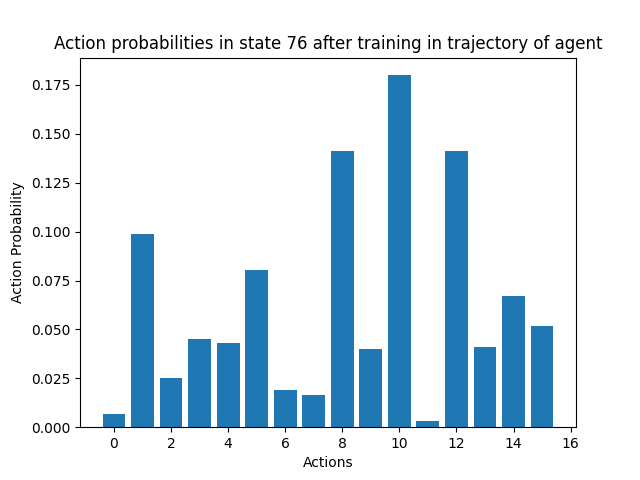 Action probabilities in state 76 after training in trajectory of agent
0.175
0.150
0.125
0.100
0.075
0.050
0.025
0.000
Action Probability
0 2 4 6 8 10 12 14 16
Actions